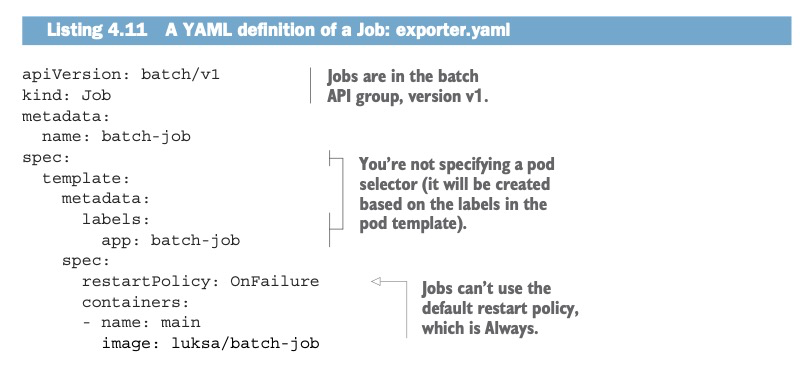 Listing 4.11 A YAML definition of a Job: exporter.yaml
apiVersion: batch/v1
kind: Job
metadata:
  name: batch-job
spec:
  template:
    metadata:
      labels:
        app: batch-job
    spec:
      restartPolicy: OnFailure
      containers:
      - name: main
        image: luksa/batch-job
Jobs are in the batch
API group, version v1.
You're not specifying a pod
selector (it will be created
based on the labels in the
pod template).
Jobs can't use the
default restart policy,
which is Always.